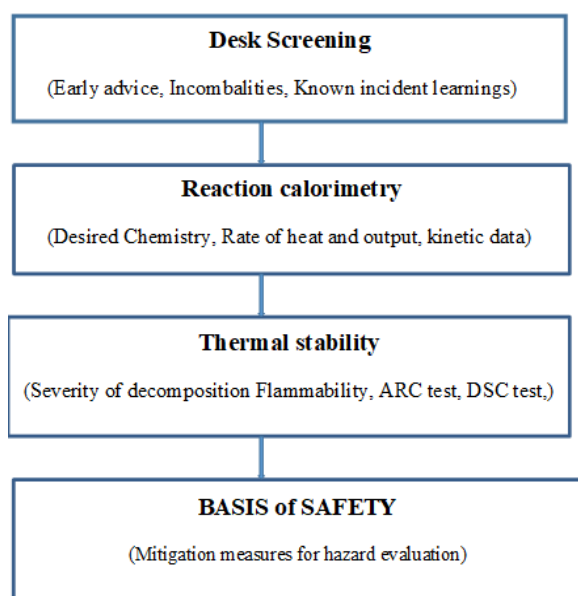 Desk Screening
(Early advice, Incombalities, Known incident learnings)
Reaction calorimetry
(Desired Chemistry, Rate of heat and output, kinetic data)
Thermal stability
(Severity of decomposition Flammability, ARC test, DSC test,)
BASIS of SAFETY
(Mitigation measures for hazard evaluation)